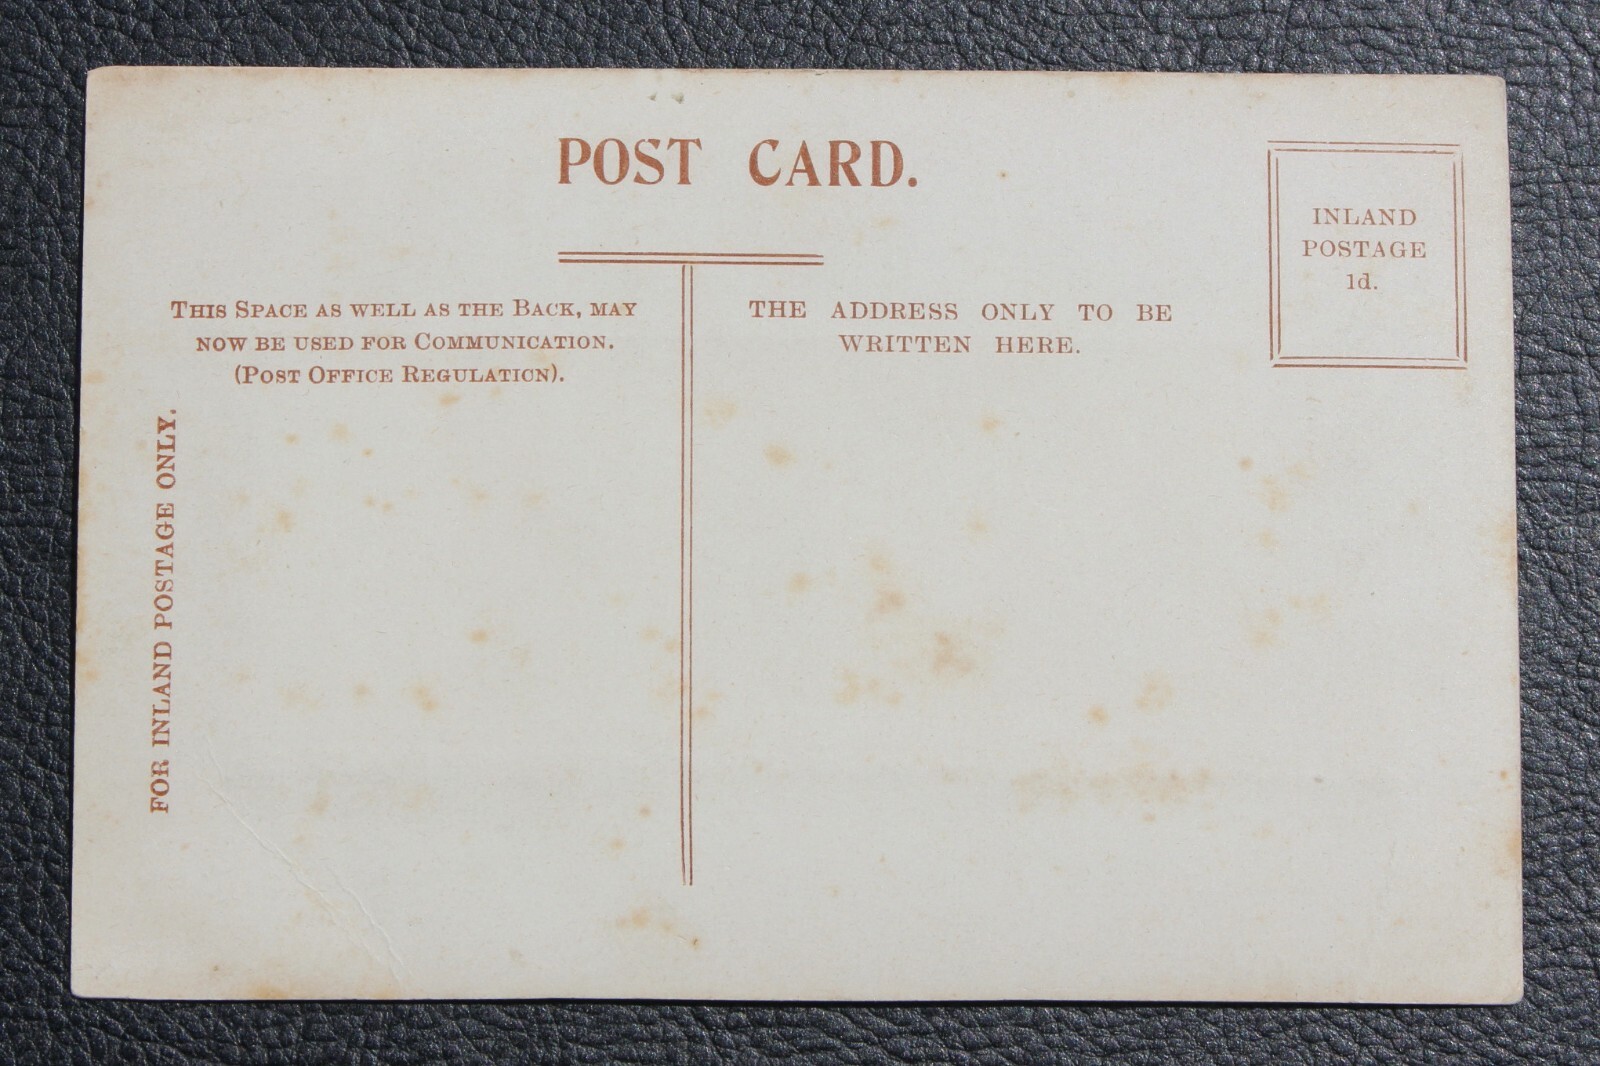 POST CARD.
INLAND
POSTAGE
1d.
THIS SPACE AS WELL AS THE BACK, MAY
NOW BE USED FOR COMMUNICATION.
(POST OFFICE REGULATION).
THE ADDRESS ONLY TO BE
WRITTEN HERE.
FOR INLAND POSTAGE ONLY.